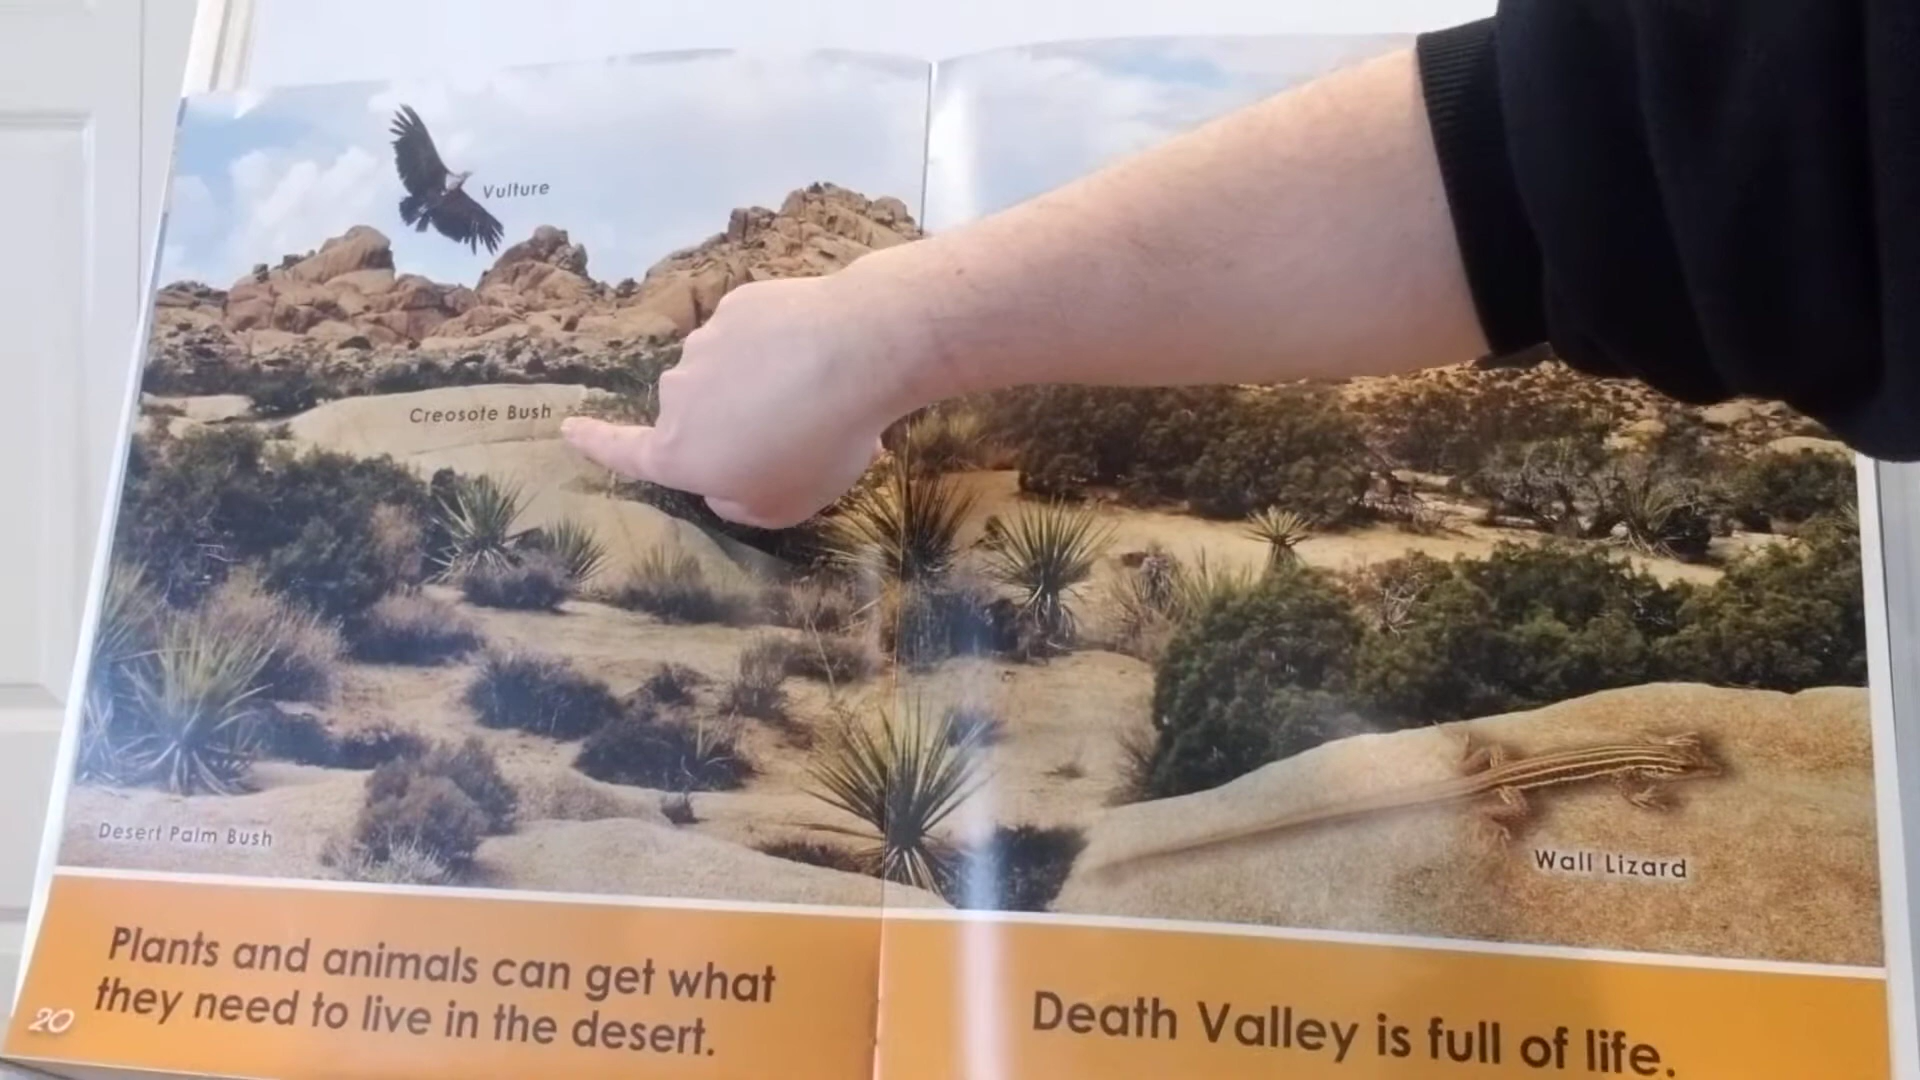 Vulture
Creosote Bush
Desert Palm Bush
Wall Lizard
Plants and animals can get what
they need to live in the desert.
20
Death Valley is full of life.